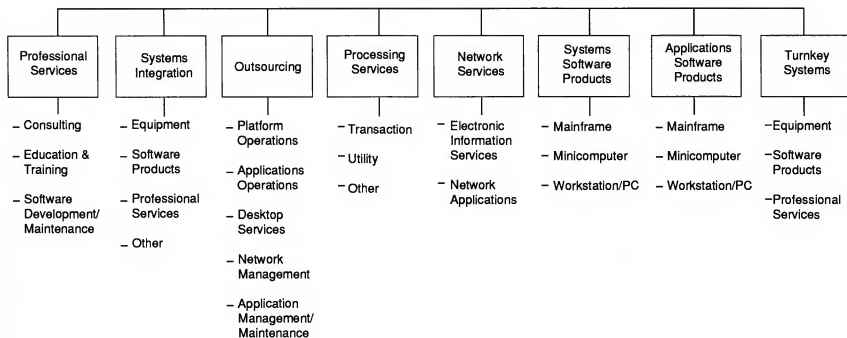 Professional
Services
– Consulting
– Education &
Training
– Software
Development/
Maintenance
Systems
Integration
– Equipment
– Software
Products
– Professional
Services
– Other
Outsourcing
– Platform
Operations
– Applications
Operations
– Desktop
Services
– Network
Management
– Application
Management/
Maintenance
Processing
Services
– Transaction
– Utility
– Other
Network
Services
– Electronic
Information
Services
– Network
Applications
Systems
Software
Products
– Mainframe
– Minicomputer
– Workstation/PC
Applications
Software
Products
– Mainframe
– Minicomputer
– Workstation/PC
Turnkey
Systems
– Equipment
– Software
Products
– Professional
Services